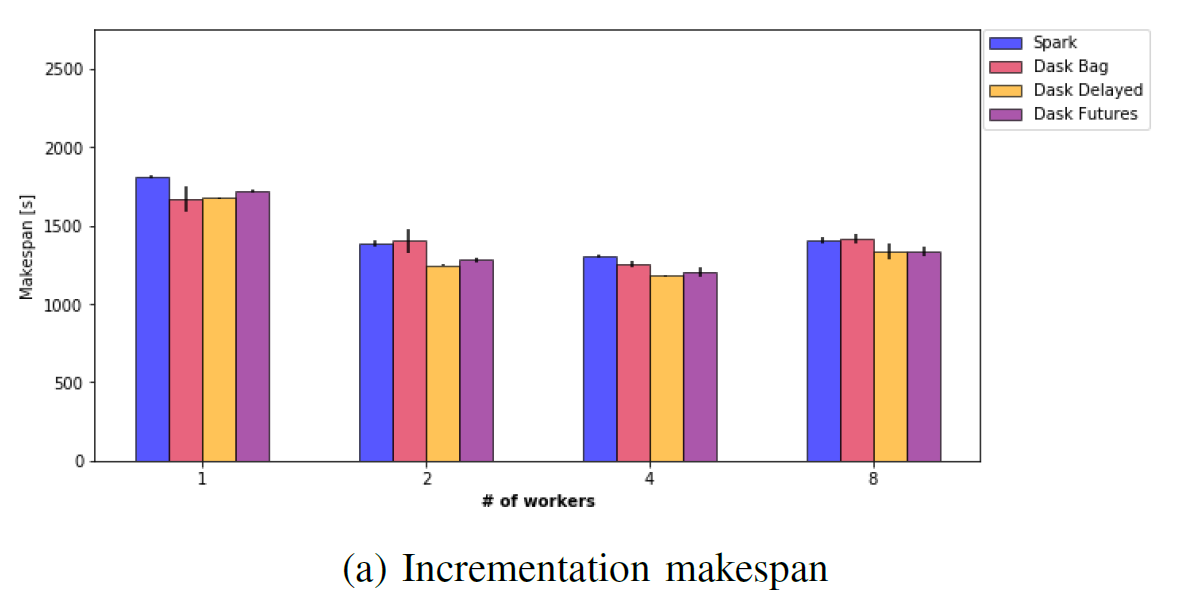 2500
2000
1500
1000
500
0
Makespan [s]
1
2
4
8
# of workers
Spark
Dask Bag
Dask Delayed
Dask Futures
(a) Incrementation makespan